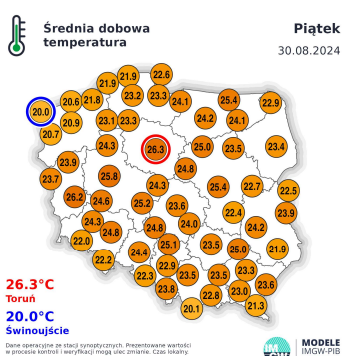 Średnia dobowa
temperatura
Piątek
30.08.2024
21.9 21.9 22.6
20.6 21.8 23.2 23.3 24.1 25.4 22.9
20.0
20.9 23.1 23.3 24.2 24.1
20.7
24.3 26.3 25.0 23.5 23.4
23.9
24.8
23.7 25.8 24.3 25.4 22.7 22.5
26.2 24.6 25.2 23.6 22.4 23.9
24.3 24.8 24.8 24.0 24.2
22.0 25.1 23.5 25.0 21.9
22.2 24.4
22.9 22.3 23.5 23.5 23.3
23.8 22.8 23.0 23.6
20.1 21.3
26.3°C
Toruń
20.0°C
Świnoujście
Dane operacyjne ze stacji synoptycznych. Prezentowane wartości
w procesie kontroli i weryfikacji mogą ulec zmianie. Czas lokalny.
IM
MODELE
IMGW-PIB